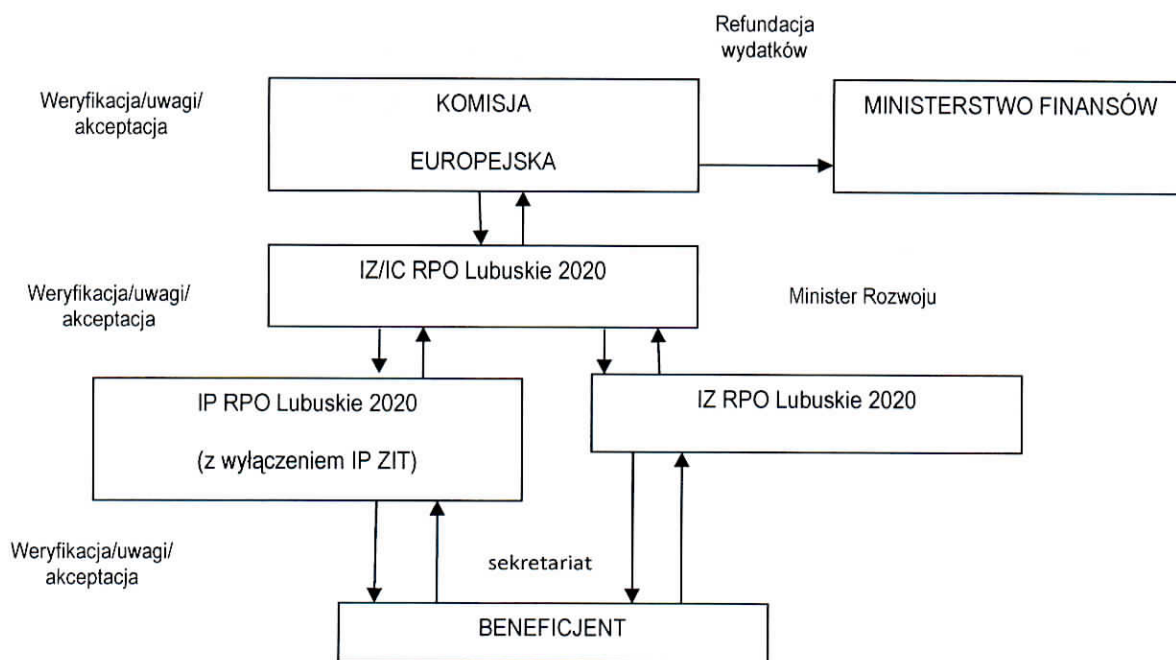 Refundacja
wydatków
Weryfikacja/uwagi/
akceptacja
KOMISJA
EUROPEJSKA
MINISTERSTWO FINANSÓW
Weryfikacja/uwagi/
akceptacja
IZ/IC RPO Lubuskie 2020
Minister Rozwoju
IP RPO Lubuskie 2020
(z wyłączeniem IP ZIT)
IZ RPO Lubuskie 2020
Weryfikacja/uwagi/
akceptacja
sekretariat
BENEFICJENT